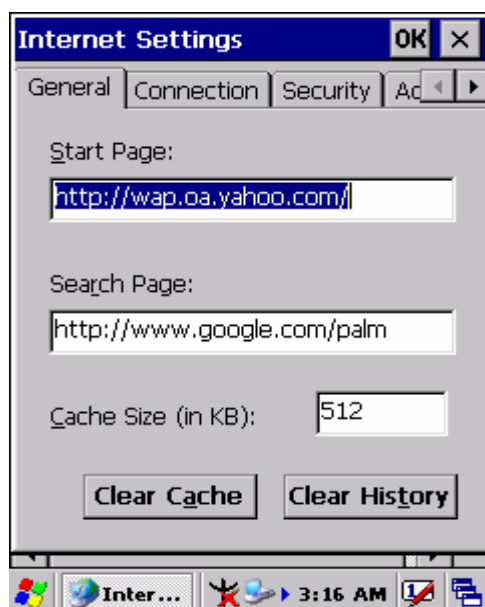 Internet Settings OK
General Connection Security Ad
Start Page:
http://wap.oa.yahoo.com/
Search Page:
http://www.google.com/palm
Cache Size (in KB): 512
Clear Cache Clear History
Inter... 3:16 AM